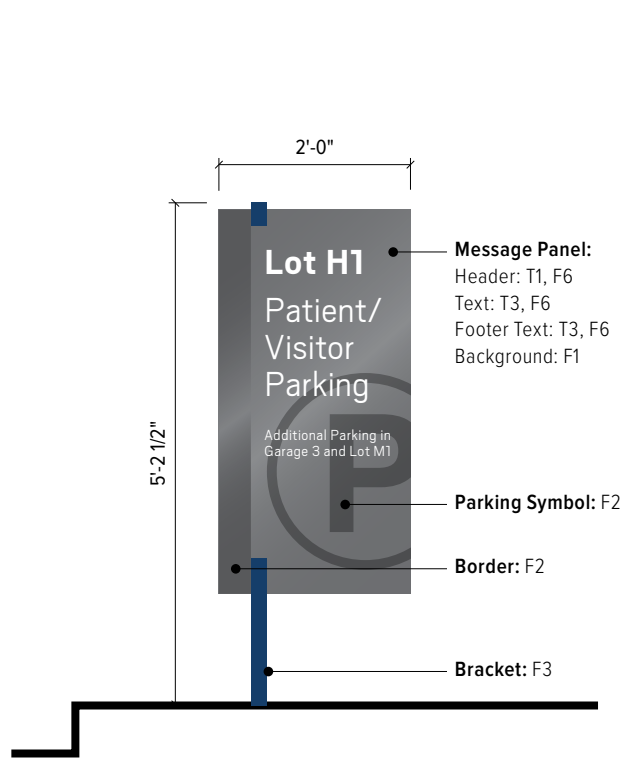 2'-0"
5'-2 1/2"
Lot H1
Patient/
Visitor
Parking
Additional Parking in
Garage 3 and Lot M1
P
Message Panel:
Header: T1, F6
Text: T3, F6
Footer Text: T3, F6
Background: F1
Parking Symbol: F2
Border: F2
Bracket: F3